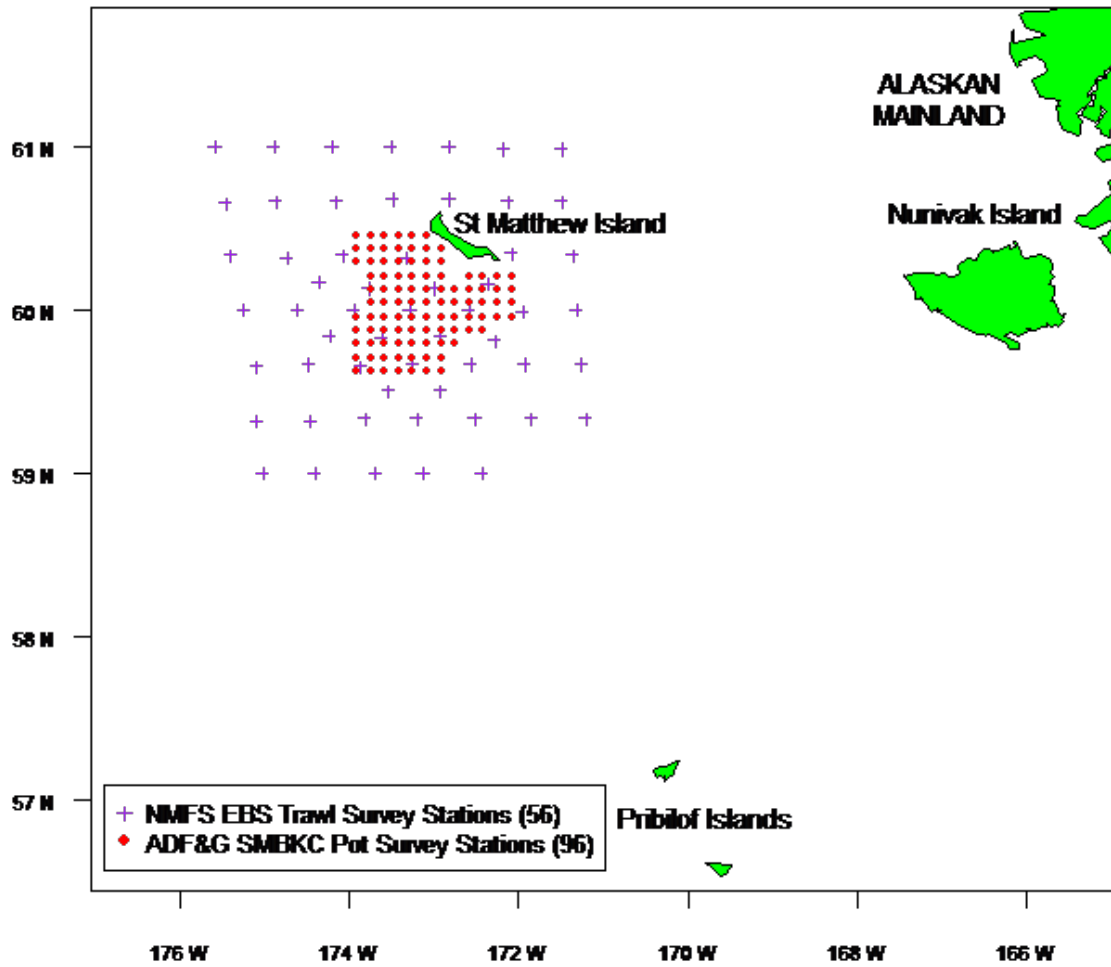 ALASKAN
MAINLAND
61 N
St Matthew Island
Nunivak Island
60 N
59 N
58 N
57 N
NMFS EBS Trawl Survey Stations (56)
ADF&G SMBKC Pot Survey Stations (96)
Pribilof Islands
176 W
174 W
172 W
170 W
168 W
166 W